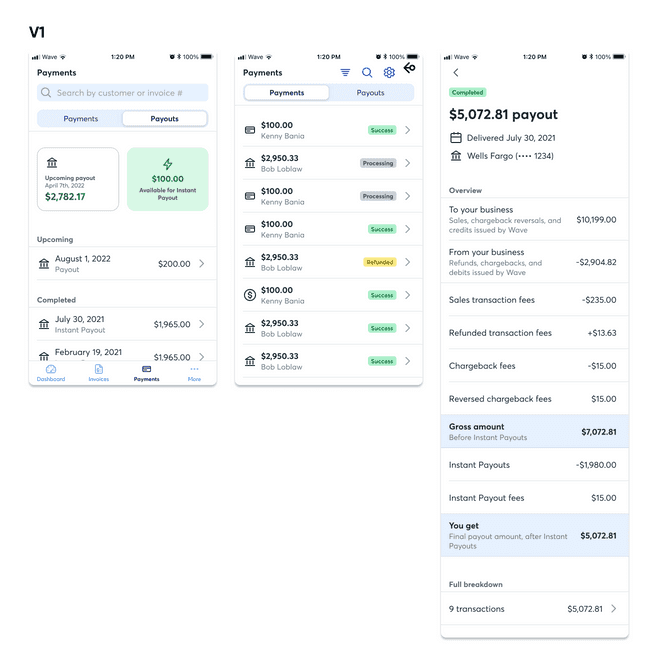 V1
Wave
1:20 PM
100%
Payments
Search by customer or invoice #
Payments
Payouts
Upcoming payout
April 7th, 2022
$2,782.17
$100.00
Available for Instant
Payout
Upcoming
August 1, 2022
Payout
$200.00
Completed
July 30, 2021
Instant Payout
$1,965.00
February 19, 2021
$1,965.00
Dashboard
Invoices
Payments
More
Wave
1:20 PM
100%
Payments
Payments
Payouts
$100.00
Kenny Bania
Success
$2,950.33
Bob Loblaw
Processing
$100.00
Kenny Bania
Processing
$100.00
Kenny Bania
Success
$2,950.33
Bob Loblaw
Refunded
$100.00
Kenny Bania
Success
$2,950.33
Bob Loblaw
Success
$2,950.33
Bob Loblaw
Success
Wave
1:20 PM
100%
Completed
$5,072.81 payout
Delivered July 30, 2021
Wells Fargo (•••• 1234)
Overview
To your business
Sales, chargeback reversals, and
credits issued by Wave
$10,199.00
From your business
Refunds, chargebacks, and
debits issued by Wave
-$2,904.82
Sales transaction fees
-$235.00
Refunded transaction fees
+$13.63
Chargeback fees
-$15.00
Reversed chargeback fees
$15.00
Gross amount
Before Instant Payouts
$7,072.81
Instant Payouts
-$1,980.00
Instant Payout fees
$15.00
You get
Final payout amount, after Instant
Payouts
$5,072.81
Full breakdown
9 transactions
$5,072.81